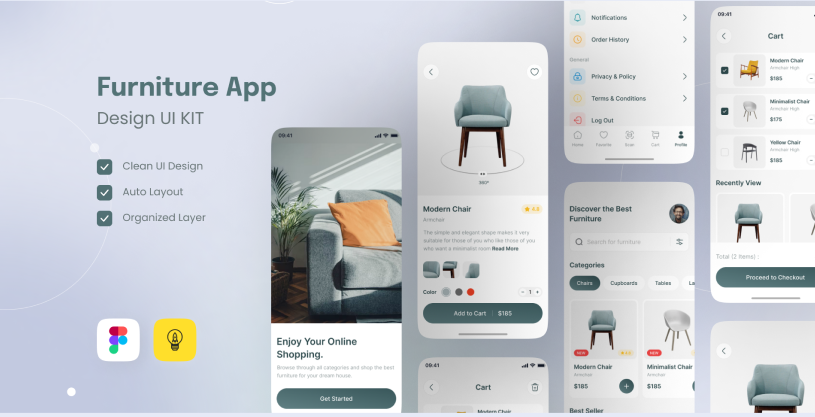 Furniture App
Design UI KIT
Clean UI Design
Auto Layout
Organized Layer
09:41
Enjoy Your Online
Shopping.
Browse through all categories and shop the best
furniture for your dream house.
Get Started
360°
Modern Chair
4.9
Armchair
The simple and elegant shape makes it very
suitable for those of you who like those of you
who want a minimalist room Read More
Color
- 1 +
Add to Cart | $185
09:41
Cart
Modern Chair
Notifications
Order History
General
Privacy & Policy
Terms & Conditions
Log Out
Home
Favorite
Scan
Cart
Profile
Discover the Best
Furniture
Search for furniture
Categories
Chairs
Cupboards
Tables
La
NEW
NEW
Modern Chair
Armchair
$185
+
Minimalist Chair
Armchair
$185
Best Seller
09:41
Cart
Modern Chair
Armchair High
$185
Minimalist Chair
Armchair High
$175
Yellow Chair
Armchair High
$185
Recently View
Total (2 Items) :
Proceed to Checkout